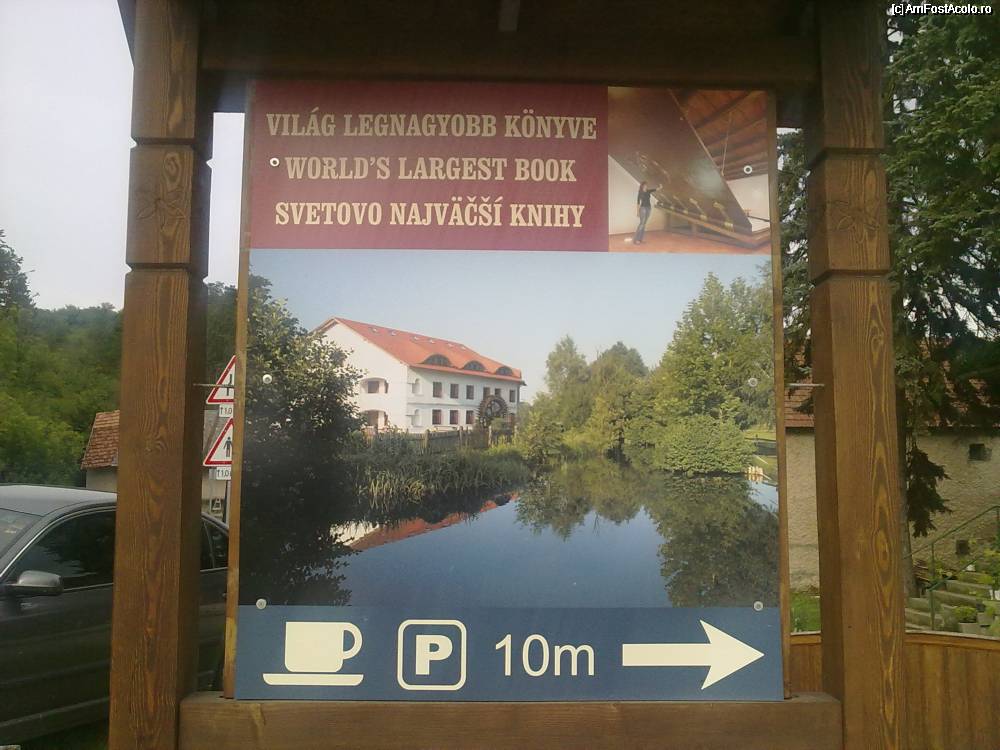 [c] AmFostAcolo.ro
VILÁG LEGNAGYOBB KÖNYVE
WORLD'S LARGEST BOOK
SVETOVO NAJVÄČŠÍ KNIHY
P 10m